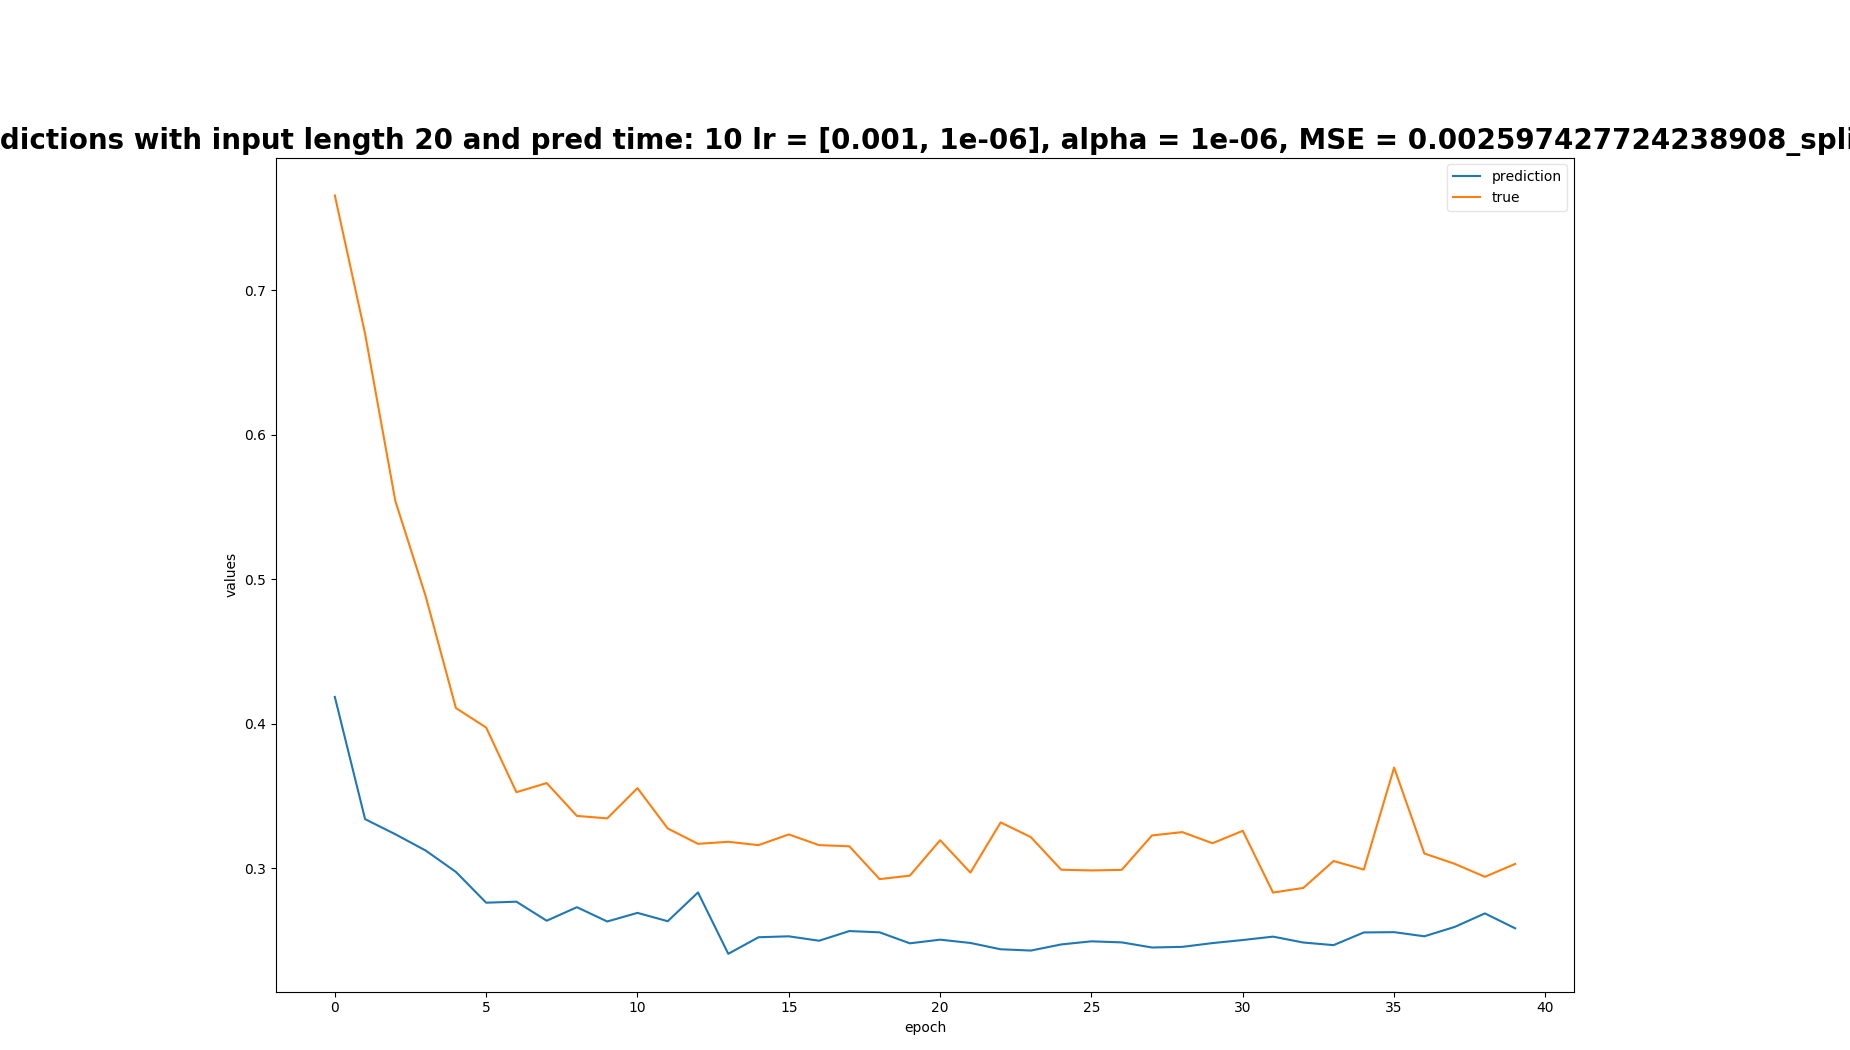 dictions with input length 20 and pred time: 10 lr = [0.001, 1e-06], alpha = 1e-06, MSE = 0.002597427724238908_spli
prediction
true
0.7
0.6
0.5
0.4
0.3
values
0 5 10 15 20 25 30 35 40
epoch